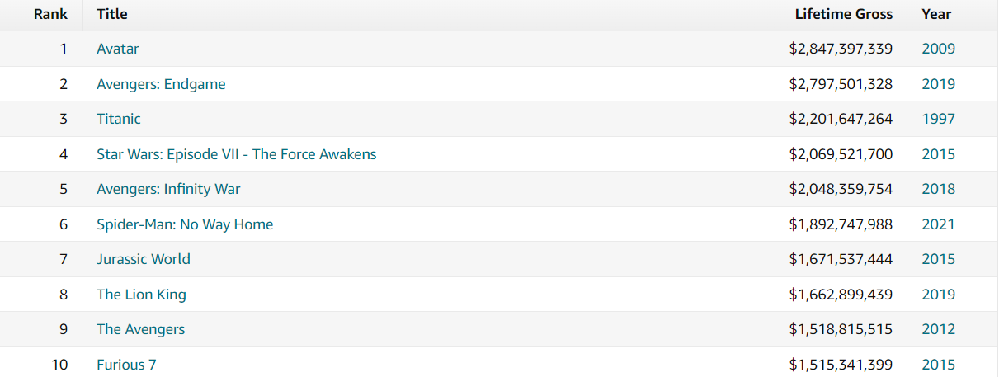 Rank Title Lifetime Gross Year
1 Avatar $2,847,397,339 2009
2 Avengers: Endgame $2,797,501,328 2019
3 Titanic $2,201,647,264 1997
4 Star Wars: Episode VII - The Force Awakens $2,069,521,700 2015
5 Avengers: Infinity War $2,048,359,754 2018
6 Spider-Man: No Way Home $1,892,747,988 2021
7 Jurassic World $1,671,537,444 2015
8 The Lion King $1,662,899,439 2019
9 The Avengers $1,518,815,515 2012
10 Furious 7 $1,515,341,399 2015